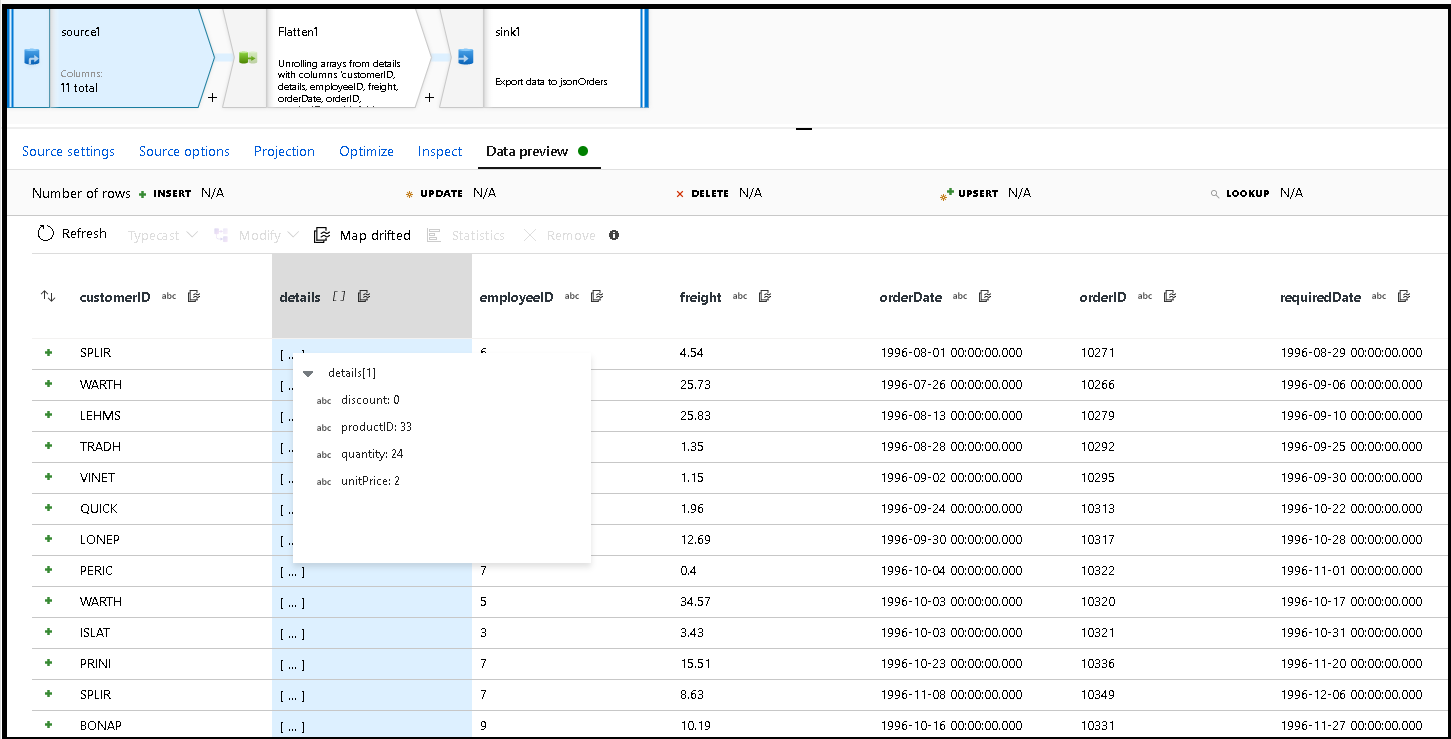 source1
Columns:
11 total
+
Flatten1
Unrolling arrays from details
with columns 'customerID,
details, employeeID, freight,
orderDate, orderID,
+
sink1
Export data to jsonOrders
Source settings Source options Projection Optimize Inspect Data preview
Number of rows + INSERT N/A UPDATE N/A DELETE N/A UPSERT N/A LOOKUP N/A
Refresh Typecast Modify Map drifted Statistics Remove
customerID abc details [ ] employeeID abc freight abc orderDate abc orderID abc requiredDate abc
+ SPLIR [ ... ] 4.54 1996-08-01 00:00:00.000 10271 1996-08-29 00:00:00.000
+ WARTH [ .. 25.73 1996-07-26 00:00:00.000 10266 1996-09-06 00:00:00.000
+ LEHMS [ .. 25.83 1996-08-13 00:00:00.000 10279 1996-09-10 00:00:00.000
+ TRADH [ .. 1.35 1996-08-28 00:00:00.000 10292 1996-09-25 00:00:00.000
+ VINET [ .. 1.15 1996-09-02 00:00:00.000 10295 1996-09-30 00:00:00.000
+ QUICK [ .. 1.96 1996-09-24 00:00:00.000 10313 1996-10-22 00:00:00.000
+ LONEP [ .. 12.69 1996-09-30 00:00:00.000 10317 1996-10-28 00:00:00.000
+ PERIC [ ... ] 7 0.4 1996-10-04 00:00:00.000 10322 1996-11-01 00:00:00.000
+ WARTH [ ... ] 5 34.57 1996-10-03 00:00:00.000 10320 1996-10-17 00:00:00.000
+ ISLAT [ ... ] 3 3.43 1996-10-03 00:00:00.000 10321 1996-10-31 00:00:00.000
+ PRINI [ ... ] 7 15.51 1996-10-23 00:00:00.000 10336 1996-11-20 00:00:00.000
+ SPLIR [ ... ] 7 8.63 1996-11-08 00:00:00.000 10349 1996-12-06 00:00:00.000
+ BONAP [ ... ] 9 10.19 1996-10-16 00:00:00.000 10331 1996-11-27 00:00:00.000
details[1]
abc discount: 0
abc productID: 33
abc quantity: 24
abc unitPrice: 2